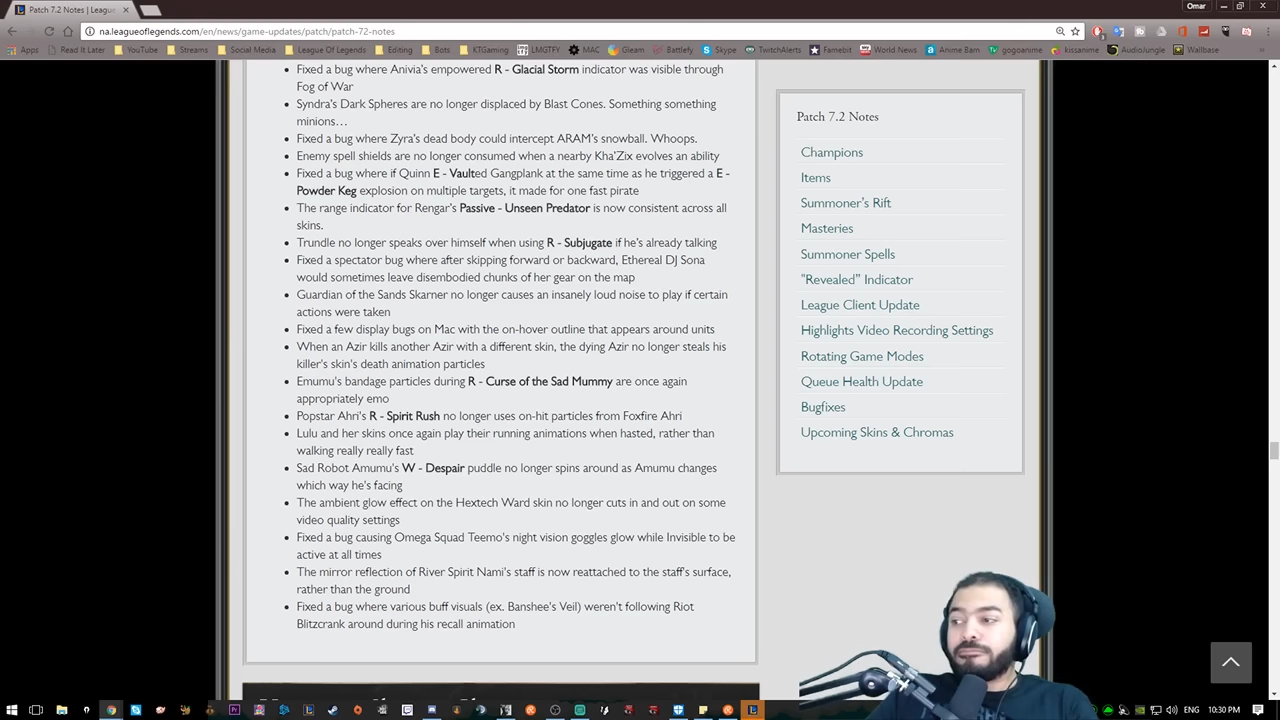 Patch 7.2 Notes | Leagu
Omar
na.leagueoflegends.com/en/news/game-updates/patch/patch-72-notes
Apps Read It Later YouTube Streams Social Media League Of Legends Editing Bots KTGaming LMGTFY MAC Gleam Battlefy Skype TwitchAlerts Famebit World News Anime Bam gogoanime kissanime AudioJungle Wallbase
Fixed a bug where Anivia's empowered R - Glacial Storm indicator was visible through
Fog of War
Syndra's Dark Spheres are no longer displaced by Blast Cones. Something something
minions…
Fixed a bug where Zyra's dead body could intercept ARAM's snowball. Whoops.
Enemy spell shields are no longer consumed when a nearby Kha'Zix evolves an ability
Fixed a bug where if Quinn E - Vaulted Gangplank at the same time as he triggered a E -
Powder Keg explosion on multiple targets, it made for one fast pirate
The range indicator for Rengar's Passive - Unseen Predator is now consistent across all
skins.
Trundle no longer speaks over himself when using R - Subjugate if he's already talking
Fixed a spectator bug where after skipping forward or backward, Ethereal DJ Sona
would sometimes leave disembodied chunks of her gear on the map
Guardian of the Sands Skarner no longer causes an insanely loud noise to play if certain
actions were taken
Fixed a few display bugs on Mac with the on-hover outline that appears around units
When an Azir kills another Azir with a different skin, the dying Azir no longer steals his
killer's skin's death animation particles
Emumu's bandage particles during R - Curse of the Sad Mummy are once again
appropriately emo
Popstar Ahri's R - Spirit Rush no longer uses on-hit particles from Foxfire Ahri
Lulu and her skins once again play their running animations when hasted, rather than
walking really really fast
Sad Robot Amumu's W - Despair puddle no longer spins around as Amumu changes
which way he's facing
The ambient glow effect on the Hextech Ward skin no longer cuts in and out on some
video quality settings
Fixed a bug causing Omega Squad Teemo's night vision goggles glow while Invisible to be
active at all times
The mirror reflection of River Spirit Nami's staff is now reattached to the staff's surface,
rather than the ground
Fixed a bug where various buff visuals (ex. Banshee's Veil) weren't following Riot
Blitzcrank around during his recall animation
Patch 7.2 Notes
Champions
Items
Summoner's Rift
Masteries
Summoner Spells
"Revealed" Indicator
League Client Update
Highlights Video Recording Settings
Rotating Game Modes
Queue Health Update
Bugfixes
Upcoming Skins & Chromas
ENG 10:30 PM